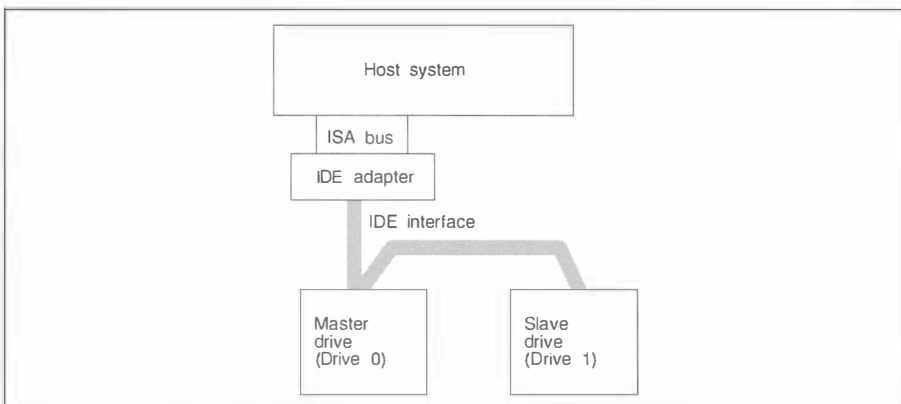 Host system
ISA bus
IDE adapter
IDE interface
Master
drive
(Drive 0)
Slave
drive
(Drive 1)